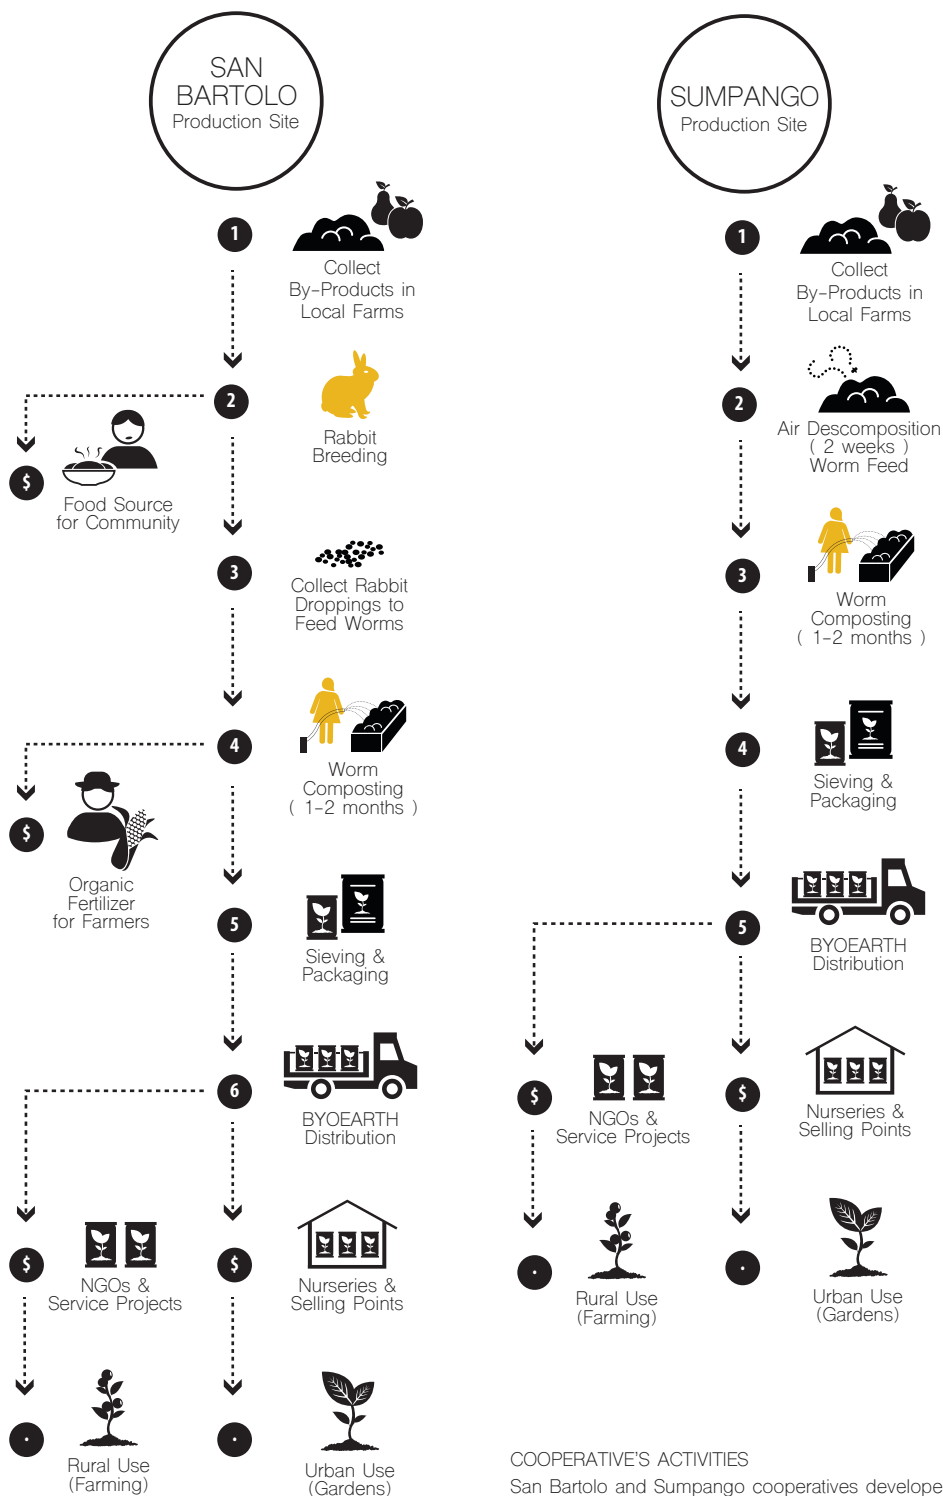 SAN
BARTOLO
Production Site
1
Collect
By-Products in
Local Farms
2
Rabbit
Breeding
$
Food Source
for Community
3
Collect Rabbit
Droppings to
Feed Worms
4
Worm
Composting
( 1-2 months )
$
Organic
Fertilizer
for Farmers
5
Sieving &
Packaging
6
BYOEARTH
Distribution
$
NGOs &
Service Projects
$
Nurseries &
Selling Points
Rural Use
(Farming)
Urban Use
(Gardens)
SUMPANGO
Production Site
1
Collect
By-Products in
Local Farms
2
Air Descomposition
( 2 weeks )
Worm Feed
3
Worm
Composting
( 1-2 months )
4
Sieving &
Packaging
5
BYOEARTH
Distribution
$
NGOs &
Service Projects
$
Nurseries &
Selling Points
Rural Use
(Farming)
Urban Use
(Gardens)
COOPERATIVE'S ACTIVITIES
San Bartolo and Sumpango cooperatives develope